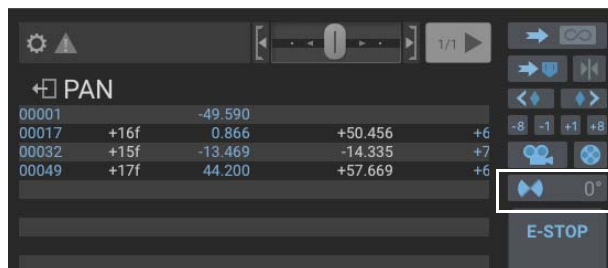 1/1
PAN
00001 -49.590
00017 +16f 0.866 +50.456 +6
00032 +15f -13.469 -14.335 +7
00049 +17f 44.200 +57.669 +6
-8 -1 +1 +8
0°
E-STOP